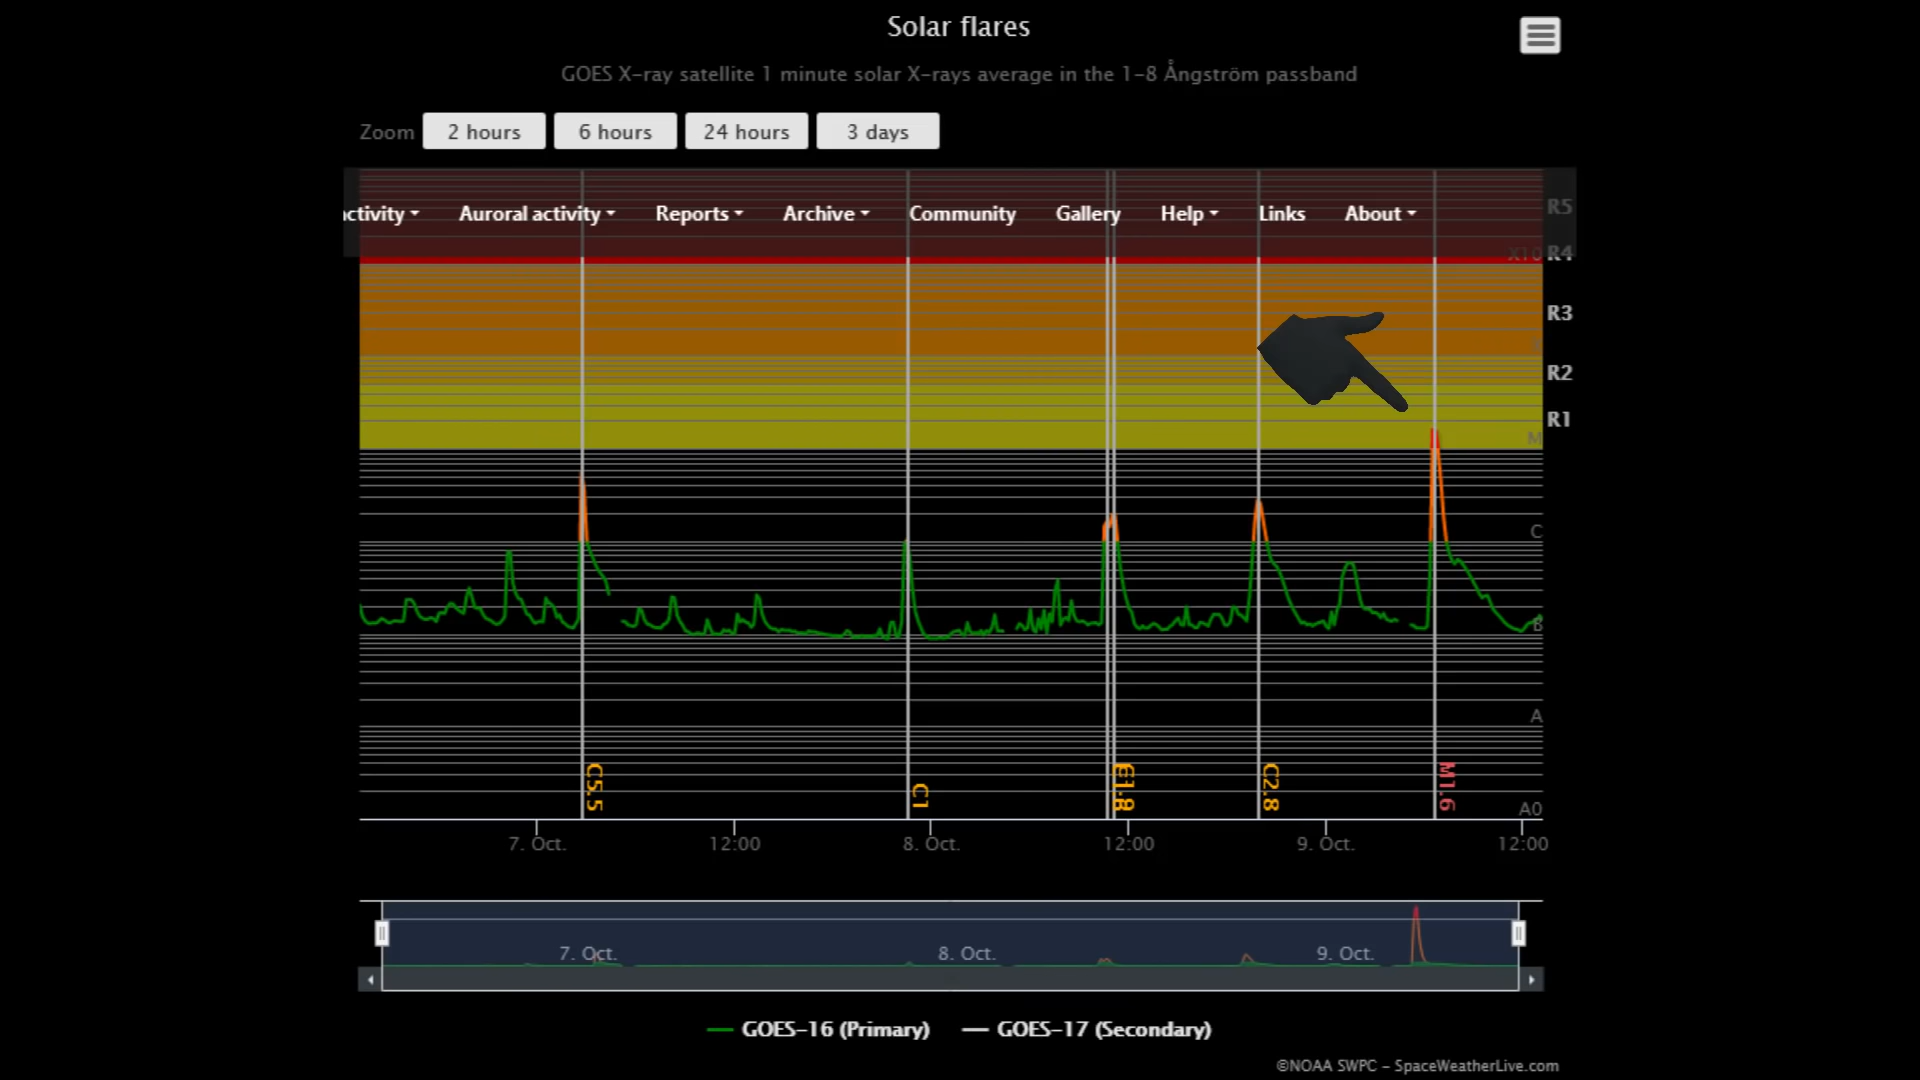 Solar flares
GOES X-ray satellite 1 minute solar X-rays average in the 1-8 Ångström passband
Zoom 2 hours 6 hours 24 hours 3 days
activity Auroral activity Reports Archive Community Gallery Help Links About
R5
X10 R4
R3
R2
R1
M
C
B
A
C5.5 C1 C2.8 M1.6
A0
7. Oct. 12:00 8. Oct. 12:00 9. Oct. 12:00
7. Oct. 8. Oct. 9. Oct.
GOES-16 (Primary) GOES-17 (Secondary)
©NOAA SWPC - SpaceWeatherLive.com